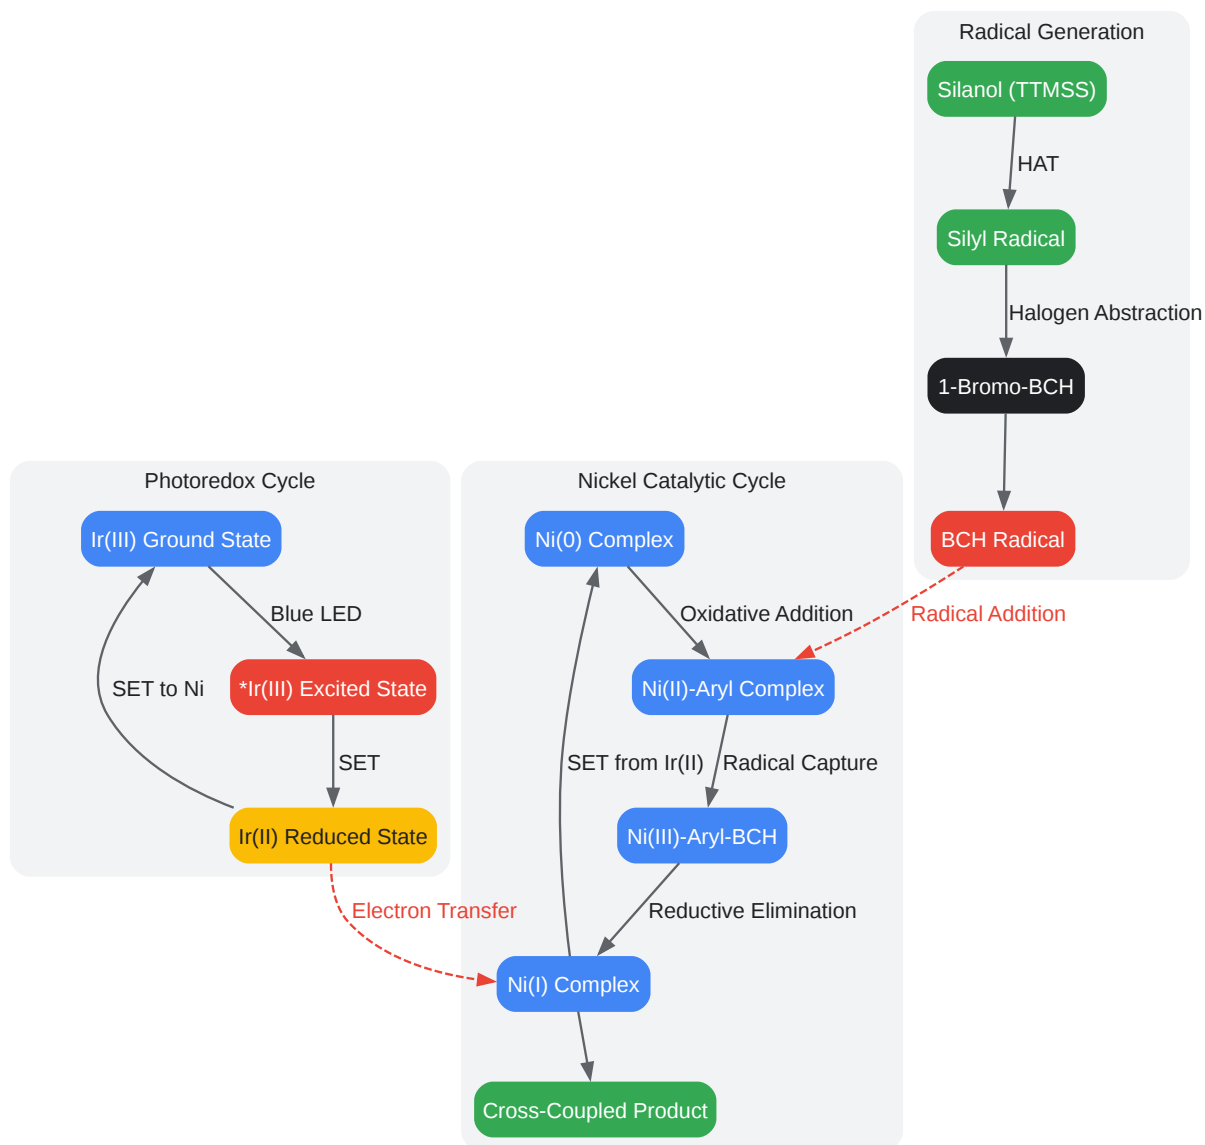 Radical Generation
Silanol (TTMSS)
HAT
Silyl Radical
Halogen Abstraction
1-Bromo-BCH
BCH Radical
Radical Addition
Photoredox Cycle
Ir(III) Ground State
Blue LED
*Ir(III) Excited State
SET to Ni
SET
Ir(II) Reduced State
Electron Transfer
Nickel Catalytic Cycle
Ni(0) Complex
Oxidative Addition
Ni(II)-Aryl Complex
SET from Ir(II)
Radical Capture
Ni(III)-Aryl-BCH
Reductive Elimination
Ni(I) Complex
Cross-Coupled Product